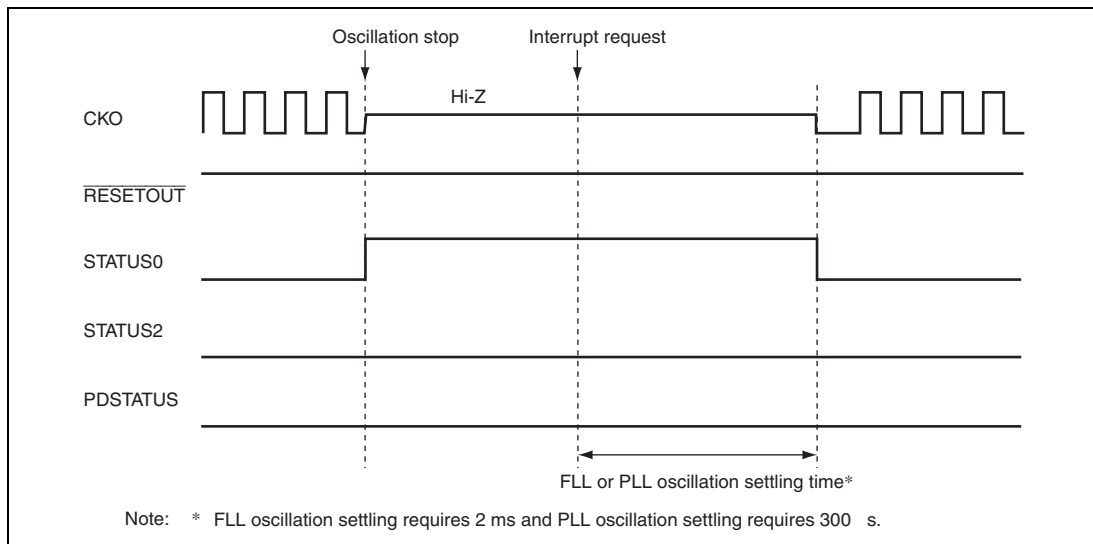 Oscillation stop
Interrupt request
Hi-Z
CKO
RESETOUT
STATUS0
STATUS2
PDSTATUS
FLL or PLL oscillation settling time*
Note: * FLL oscillation settling requires 2 ms and PLL oscillation settling requires 300 s.